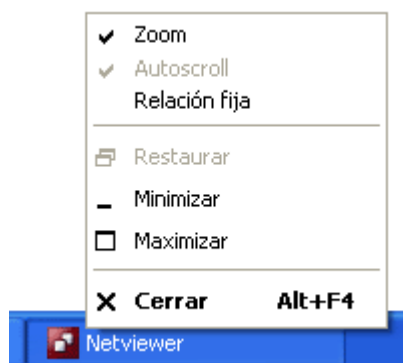 Zoom
Autoscroll
Relación fija
Restaurar
Minimizar
Maximizar
Cerrar Alt+F4
Netviewer